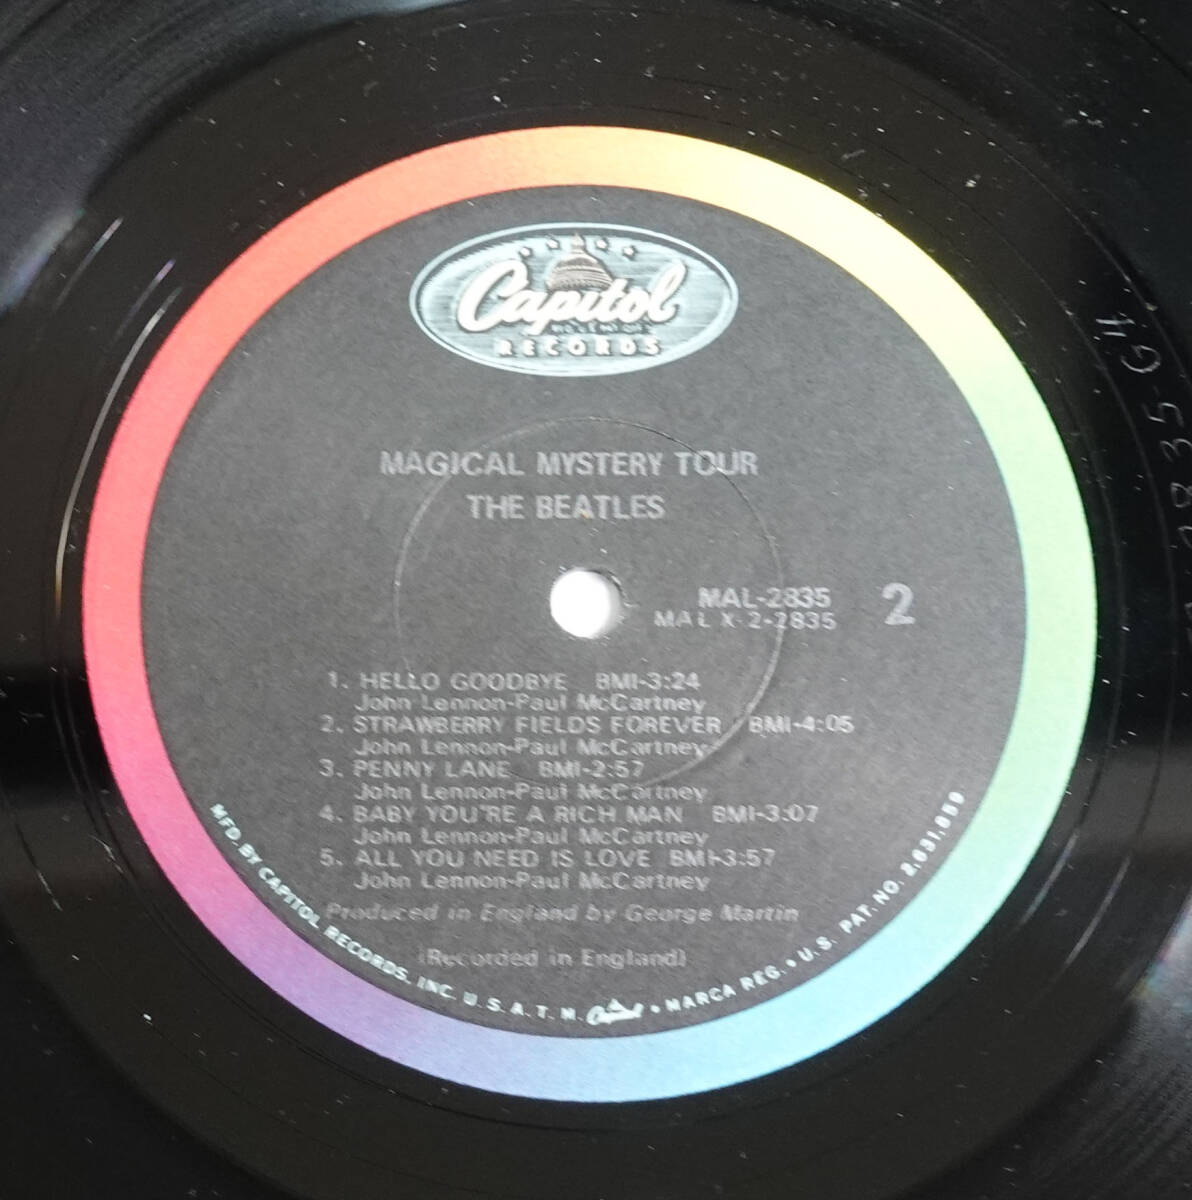 Capitol
RECORDS
MAGICAL MYSTERY TOUR
THE BEATLES
MAL-2835
2
MAL X-2-2835
1. HELLO GOODBYE BMI-3:24
John Lennon-Paul McCartney
2. STRAWBERRY FIELDS FOREVER BMI-4:05
John Lennon-Paul McCartney
3. PENNY LANE BMI-2:57
John Lennon-Paul McCartney
4. BABY YOU'RE A RICH MAN BMI-3:07
John Lennon-Paul McCartney
5. ALL YOU NEED IS LOVE BMI-3:57
John Lennon-Paul McCartney
Produced in England by George Martin
(Recorded in England)
MFD. BY CAPITOL RECORDS, INC. U.S.A. T.M. Capitol • MARCA REG. • U.S. PAT. NO. 2,631,859